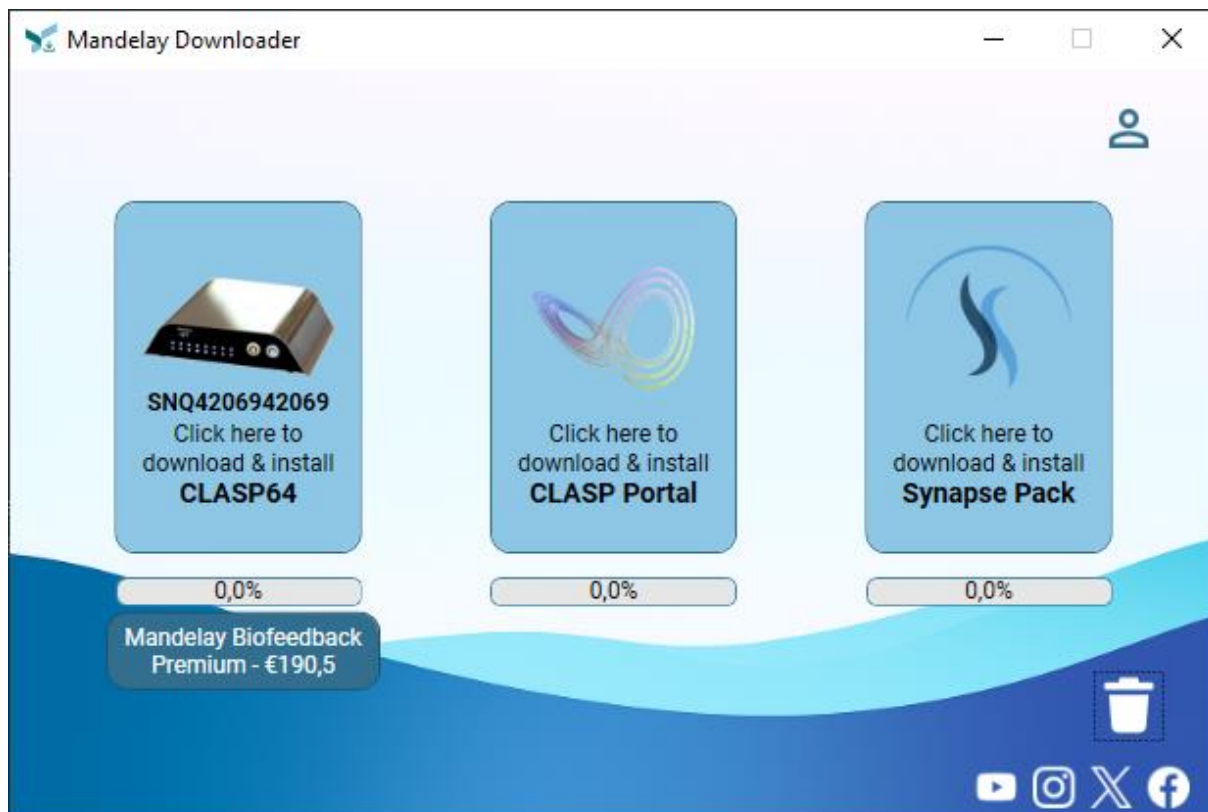 Mandelay Downloader
SNQ4206942069
Click here to
download & install
CLASP64
Click here to
download & install
CLASP Portal
Click here to
download & install
Synapse Pack
0,0%
0,0%
0,0%
Mandelay Biofeedback
Premium - €190,5